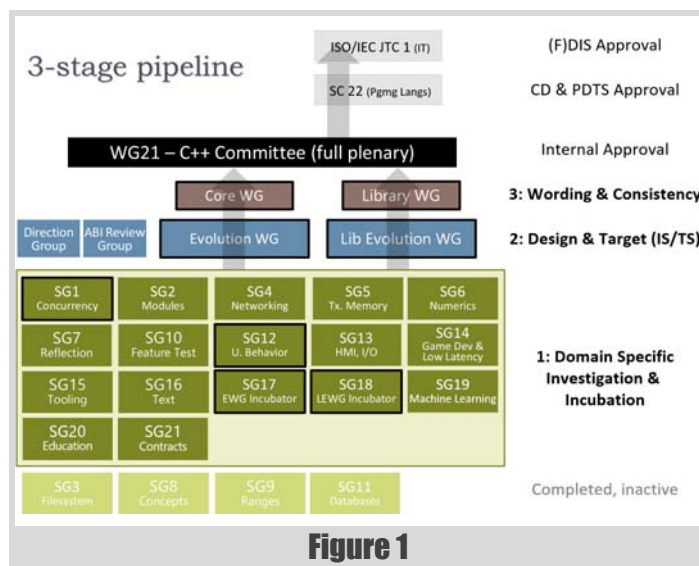 3-stage pipeline
ISO/IEC JTC 1 (IT)
(F)DIS Approval
SC 22 (Pgmg Langs)
CD & PDTS Approval
WG21 – C++ Committee (full plenary)
Internal Approval
Core WG
Library WG
3: Wording & Consistency
Direction
Group
ABI Review
Group
Evolution WG
Lib Evolution WG
2: Design & Target (IS/TS)
SG1
Concurrency
SG2
Modules
SG4
Networking
SG5
Tx. Memory
SG6
Numerics
SG7
Reflection
SG10
Feature Test
SG12
U. Behavior
SG13
HMI, I/O
SG14
Game Dev &
Low Latency
SG15
Tooling
SG16
Text
SG17
EWG Incubator
SG18
LEWG Incubator
SG19
Machine Learning
SG20
Education
SG21
Contracts
1: Domain Specific
Investigation &
Incubation
SG3
Filesystem
SG8
Concepts
SG9
Ranges
SG11
Databases
Completed, inactive
Figure 1